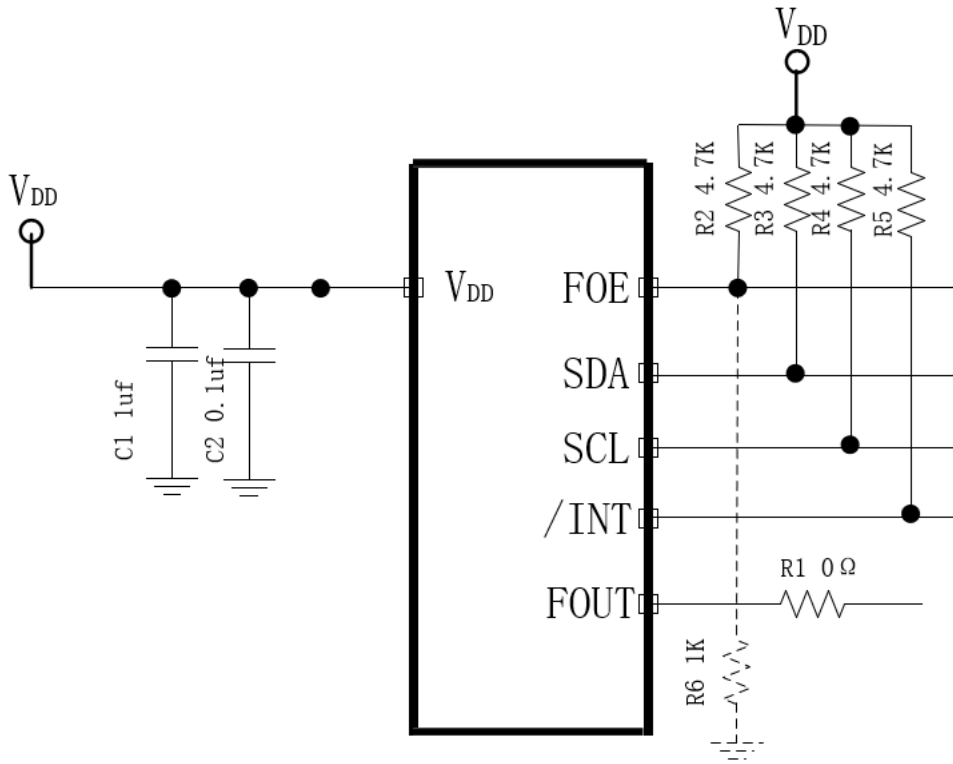 VDD
VDD
R2 4.7K
R3 4.7K
R4 4.7K
R5 4.7K
VDD
FOE
SDA
SCL
/INT
FOUT
C1 1uf
C2 0.1uf
R1 0Ω
R6 1K